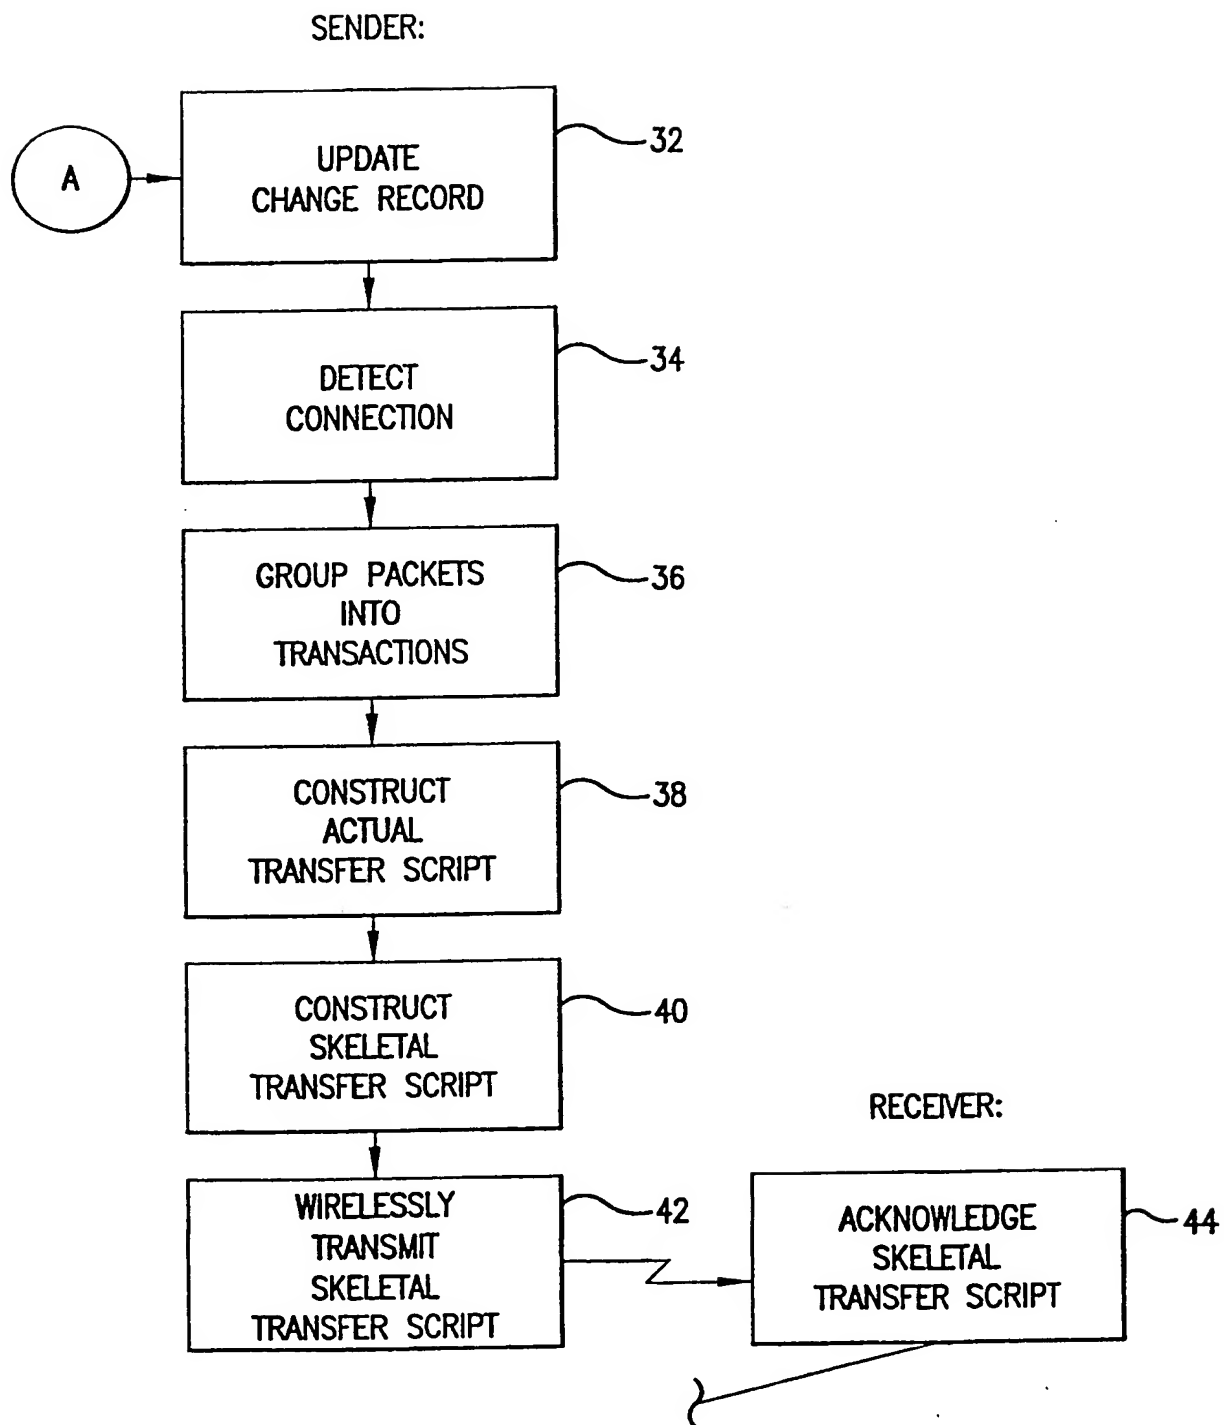 SENDER:
A
UPDATE
CHANGE RECORD
32
DETECT
CONNECTION
34
GROUP PACKETS
INTO
TRANSACTIONS
36
CONSTRUCT
ACTUAL
TRANSFER SCRIPT
38
CONSTRUCT
SKELETAL
TRANSFER SCRIPT
40
WIRELESSLY
TRANSMIT
SKELETAL
TRANSFER SCRIPT
42
RECEIVER:
ACKNOWLEDGE
SKELETAL
TRANSFER SCRIPT
44